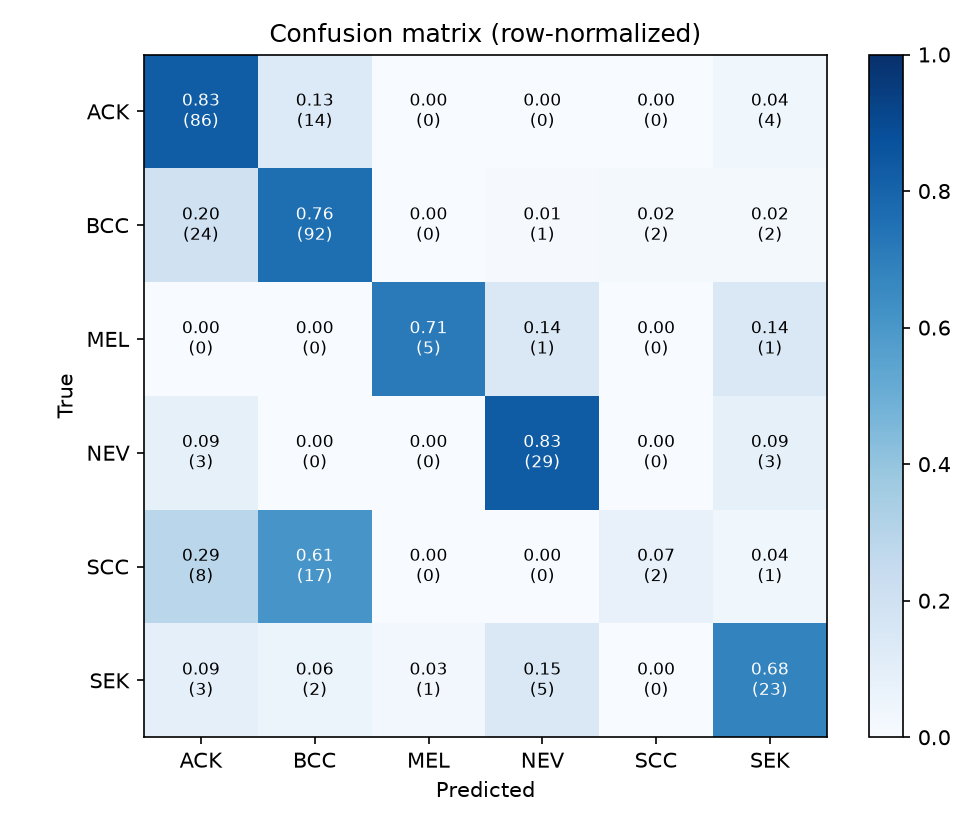 Confusion matrix (row-normalized)
1.0
ACK 0.83 0.13 0.00 0.00 0.00 0.04
(86) (14) (0) (0) (0) (4)
0.8
BCC 0.20 0.76 0.00 0.01 0.02 0.02
(24) (92) (0) (1) (2) (2)
MEL 0.00 0.00 0.71 0.14 0.00 0.14
(0) (0) (5) (1) (0) (1)
0.6
True
NEV 0.09 0.00 0.00 0.83 0.00 0.09
(3) (0) (0) (29) (0) (3)
0.4
SCC 0.29 0.61 0.00 0.00 0.07 0.04
(8) (17) (0) (0) (2) (1)
0.2
SEK 0.09 0.06 0.03 0.15 0.00 0.68
(3) (2) (1) (5) (0) (23)
0.0
ACK BCC MEL NEV SCC SEK
Predicted